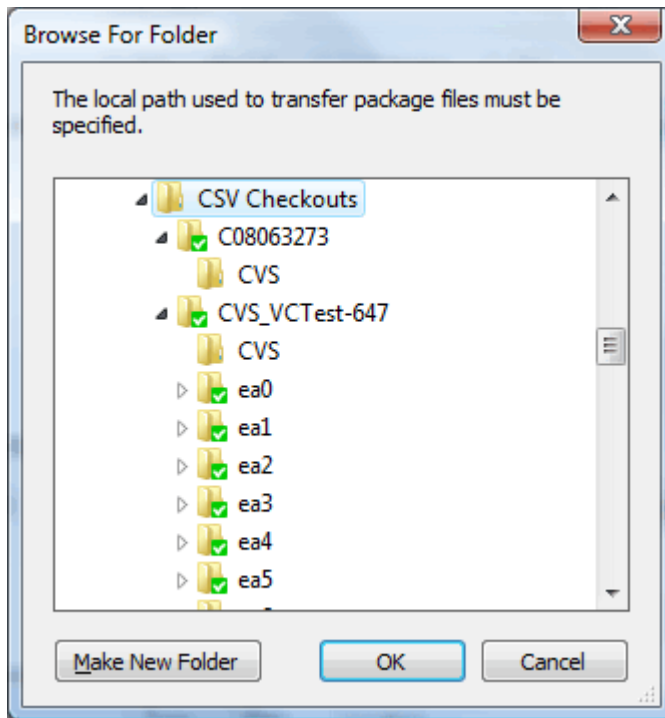 Browse For Folder
The local path used to transfer package files must be
specified.
CSV Checkouts
C08063273
CVS
CVS_VCTest-647
CVS
ea0
ea1
ea2
ea3
ea4
ea5
Make New Folder
OK
Cancel